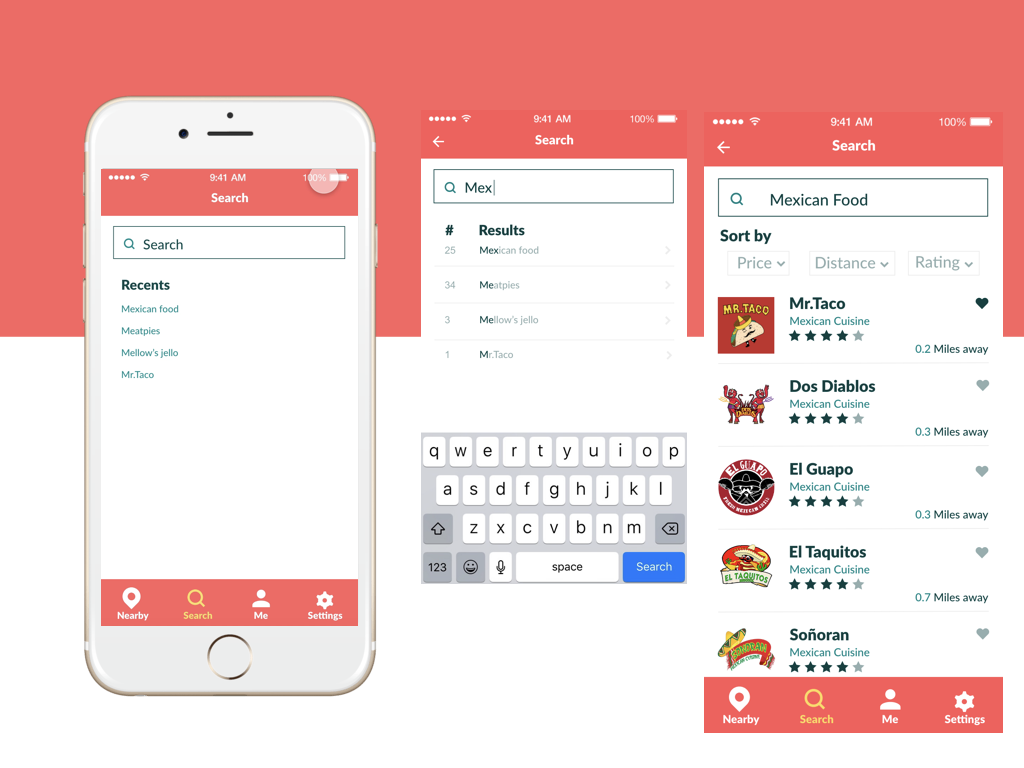 9:41 AM
100%
Search
Search
Recents
Mexican food
Meatpies
Mellow's jello
Mr.Taco
Nearby
Search
Me
Settings
9:41 AM
100%
Search
Mex
# Results
25 Mexican food
34 Meatpies
3 Mellow's jello
1 Mr.Taco
q w e r t y u i o p
a s d f g h j k l
z x c v b n m
123 space Search
9:41 AM
100%
Search
Mexican Food
Sort by
Price Distance Rating
MR.TACO
Mr.Taco
Mexican Cuisine
0.2 Miles away
Dos Diablos
Mexican Cuisine
0.3 Miles away
EL GUAPO
El Guapo
Mexican Cuisine
0.3 Miles away
EL TAQUITOS
El Taquitos
Mexican Cuisine
0.7 Miles away
Soñoran
Mexican Cuisine
Nearby
Search
Me
Settings